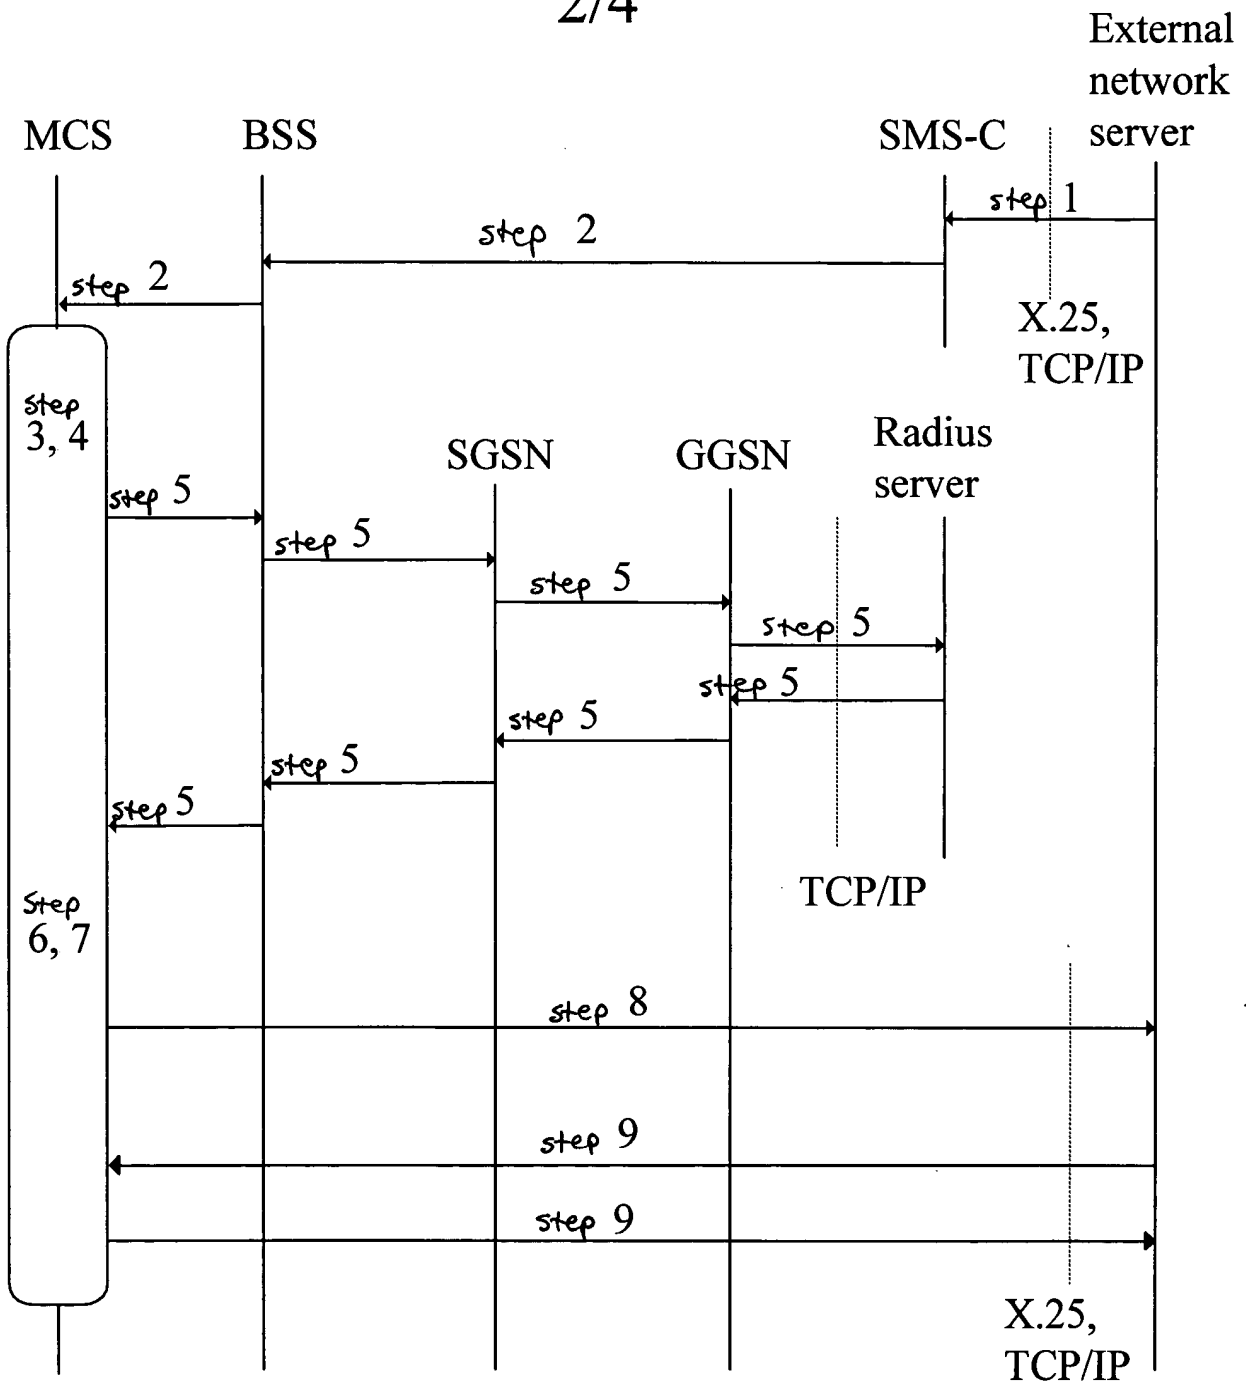 2/4
External
network
server
MCS
BSS
SMS-C
step 1
step 2
step 2
X.25,
TCP/IP
step
3, 4
Radius
server
SGSN
GGSN
step 5
step 5
step 5
step 5
step 5
step 5
step 5
step 5
TCP/IP
step
6, 7
step 8
step 9
step 9
X.25,
TCP/IP